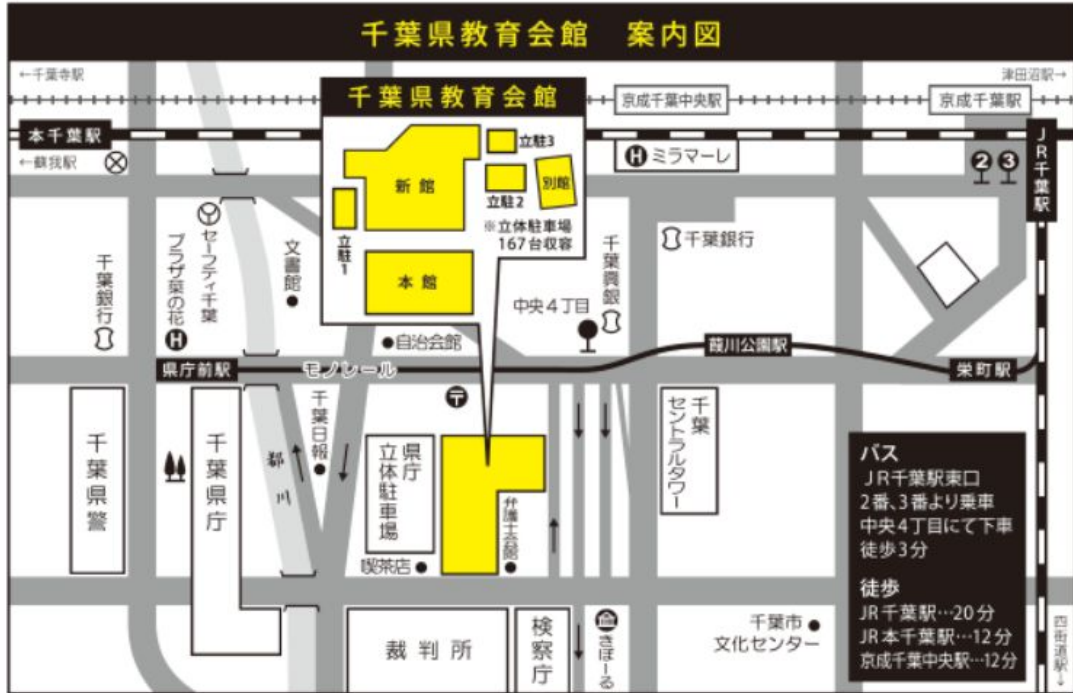 千葉県教育会館 案内図
←千葉寺駅
津田沼駅→
千葉県教育会館
京成千葉中央駅
京成千葉駅
本千葉駅
JR千葉駅
←蘇我駅
立駐3
H ミラマーレ
新館
立駐2
別館
2 3
立駐1
※立体駐車場
167台収容
本館
セーフティ千葉
プラザ菜の花
H
文書館
千葉銀行
千葉興銀
千葉銀行
中央4丁目
自治会館
県庁前駅
モノレール
葭川公園駅
栄町駅
〒
千葉県警
千葉県庁
都川
千葉日報
県庁
立体駐車場
弁護士会館
喫茶店
千葉
セントラルタワー
バス
JR千葉駅東口
2番、3番より乗車
中央4丁目にて下車
徒歩3分
徒歩
JR千葉駅…20分
JR本千葉駅…12分
京成千葉中央駅…12分
裁判所
検察庁
きぼーる
千葉市
文化センター
四街道駅→